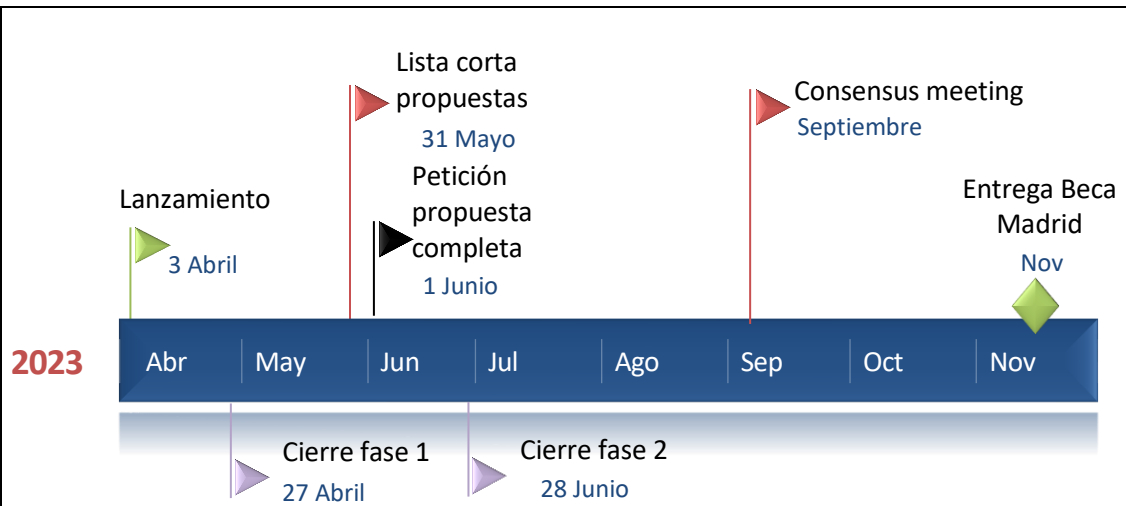 Lista corta
propuestas
31 Mayo
Consensus meeting
Septiembre
Petición
propuesta
completa
1 Junio
Lanzamiento
3 Abril
Entrega Beca
Madrid
Nov
2023
Abr May Jun Jul Ago Sep Oct Nov
Cierre fase 1
27 Abril
Cierre fase 2
28 Junio